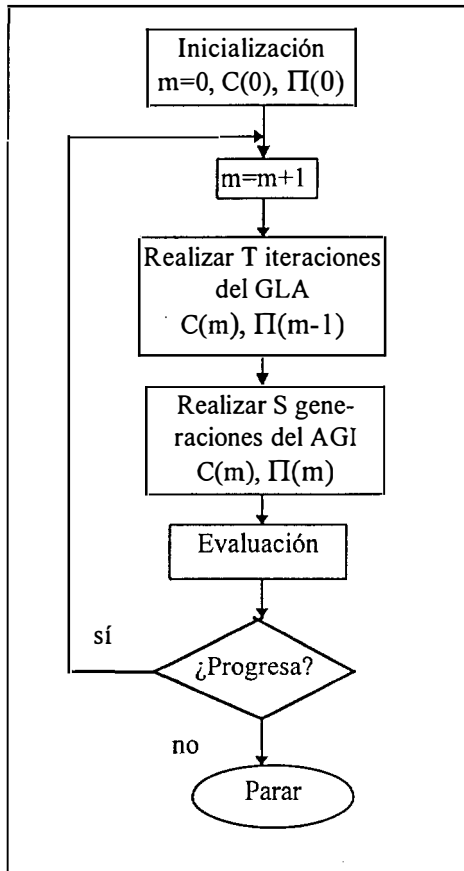 Inicialización
m=0, C(0), Π(0)
m=m+1
Realizar T iteraciones
del GLA
C(m), Π(m-1)
Realizar S gene-
raciones del AGI
C(m), Π(m)
Evaluación
sí
¿Progresa?
no
Parar